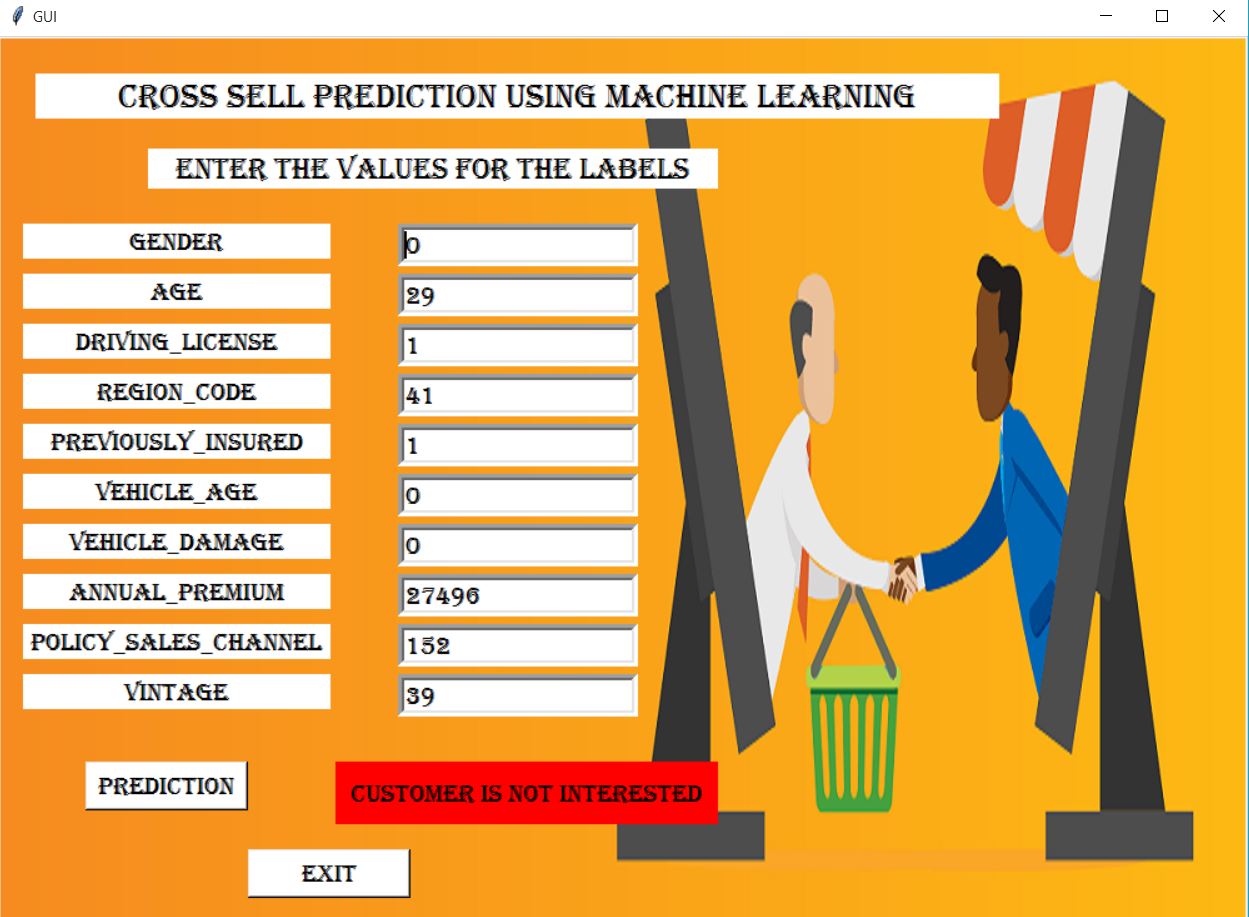 GUI
CROSS SELL PREDICTION USING MACHINE LEARNING
ENTER THE VALUES FOR THE LABELS
GENDER 0
AGE 29
DRIVING_LICENSE 1
REGION_CODE 41
PREVIOUSLY_INSURED 1
VEHICLE_AGE 0
VEHICLE_DAMAGE 0
ANNUAL_PREMIUM 27496
POLICY_SALES_CHANNEL 152
VINTAGE 39
PREDICTION CUSTOMER IS NOT INTERESTED
EXIT